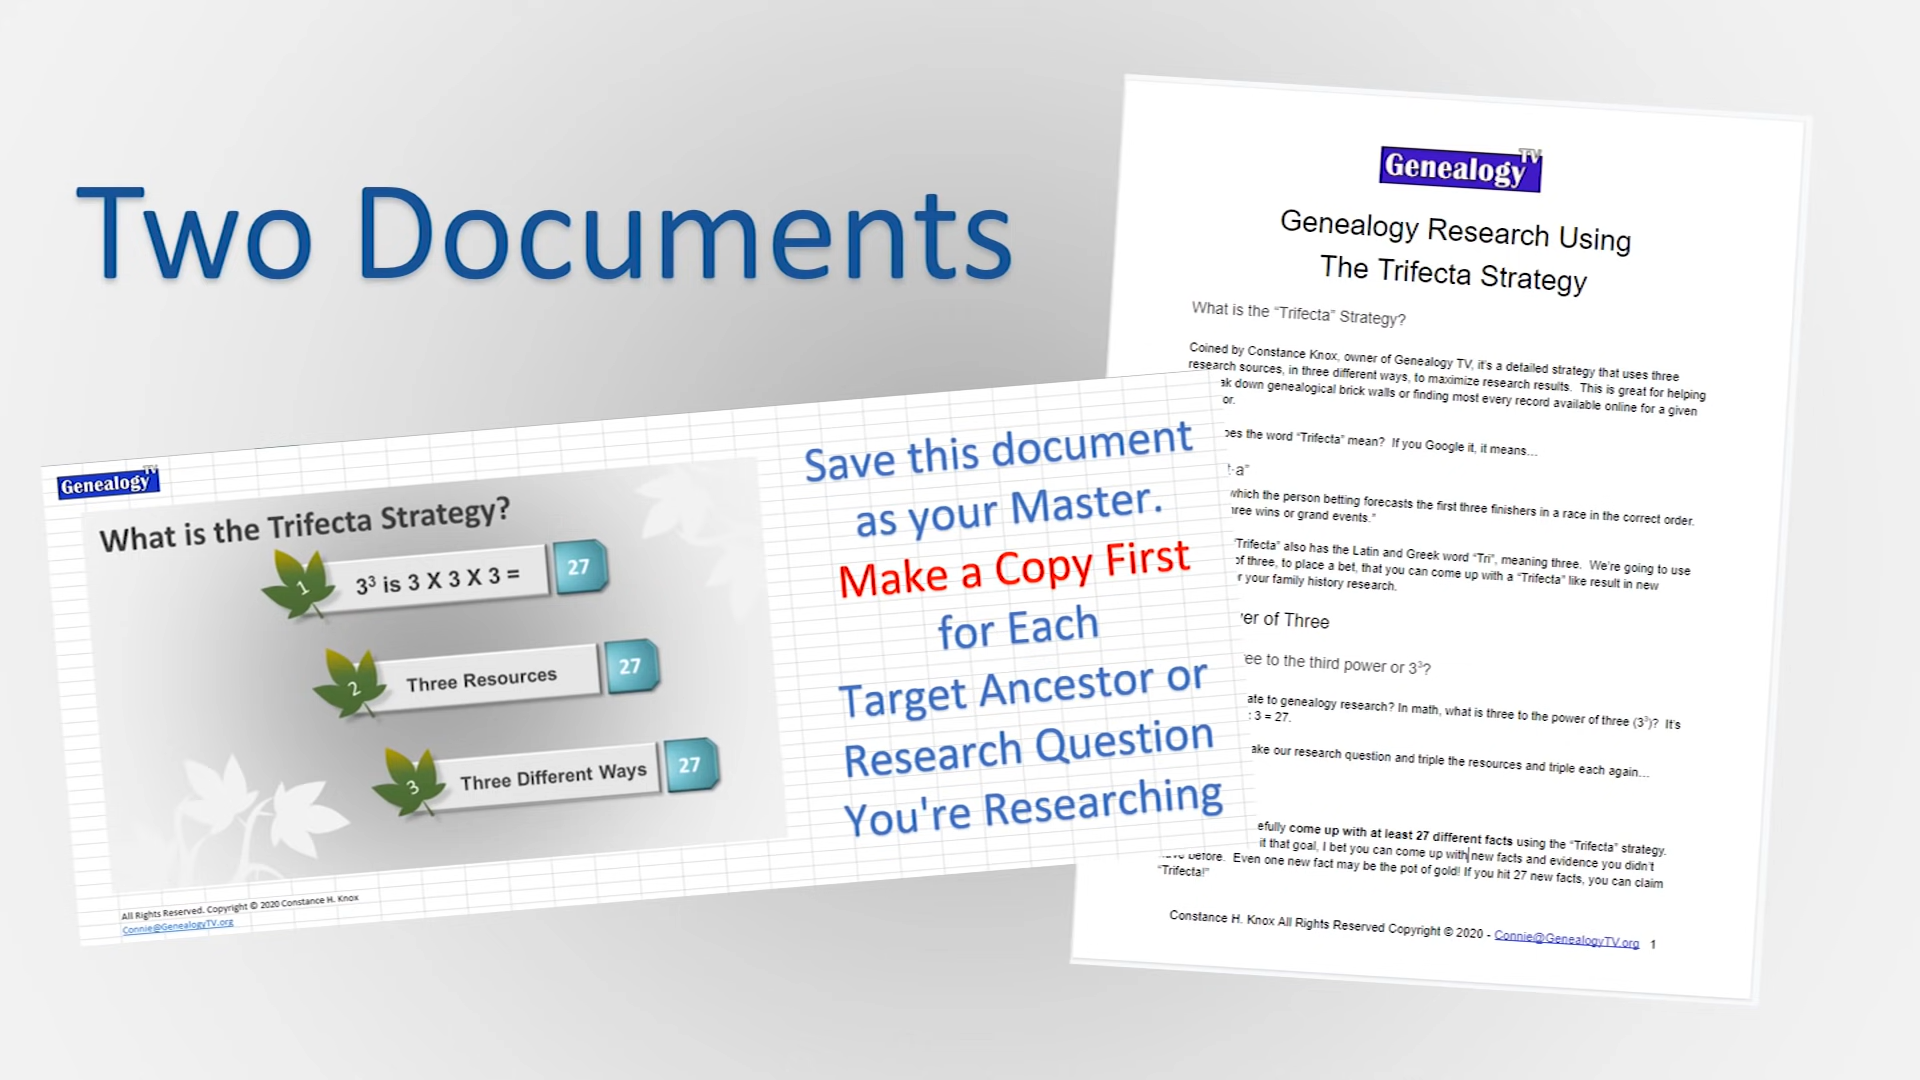 Two Documents
Genealogy TV
What is the Trifecta Strategy?
1
3³ is 3 X 3 X 3 =
27
2
Three Resources
27
3
Three Different Ways
27
All Rights Reserved. Copyright © 2020 Constance H. Knox
Connie@GenealogyTV.org
Save this document
as your Master.
Make a Copy First
for Each
Target Ancestor or
Research Question
You're Researching
Genealogy TV
Genealogy Research Using
The Trifecta Strategy
What is the “Trifecta” Strategy?
Coined by Constance Knox, owner of Genealogy TV, it's a detailed strategy that uses three
research sources, in three different ways, to maximize research results. This is great for helping
down genealogical brick walls or finding most every record available online for a given
the word “Trifecta” mean? If you Google it, it means...
which the person betting forecasts the first three finishers in a race in the correct order.
wins or grand events.”
“Trifecta” also has the Latin and Greek word “Tri”, meaning three. We're going to use
of three, to place a bet, that you can come up with a “Trifecta” like result in new
your family history research.
of Three
to the third power or 3³?
to genealogy research? In math, what is three to the power of three (3³)? It's
3 = 27.
our research question and triple the resources and triple each again...
come up with at least 27 different facts using the “Trifecta” strategy.
it that goal, I bet you can come up with new facts and evidence you didn't
before. Even one new fact may be the pot of gold! If you hit 27 new facts, you can claim
“Trifecta!”
Constance H. Knox All Rights Reserved Copyright © 2020 - Connie@GenealogyTV.org 1